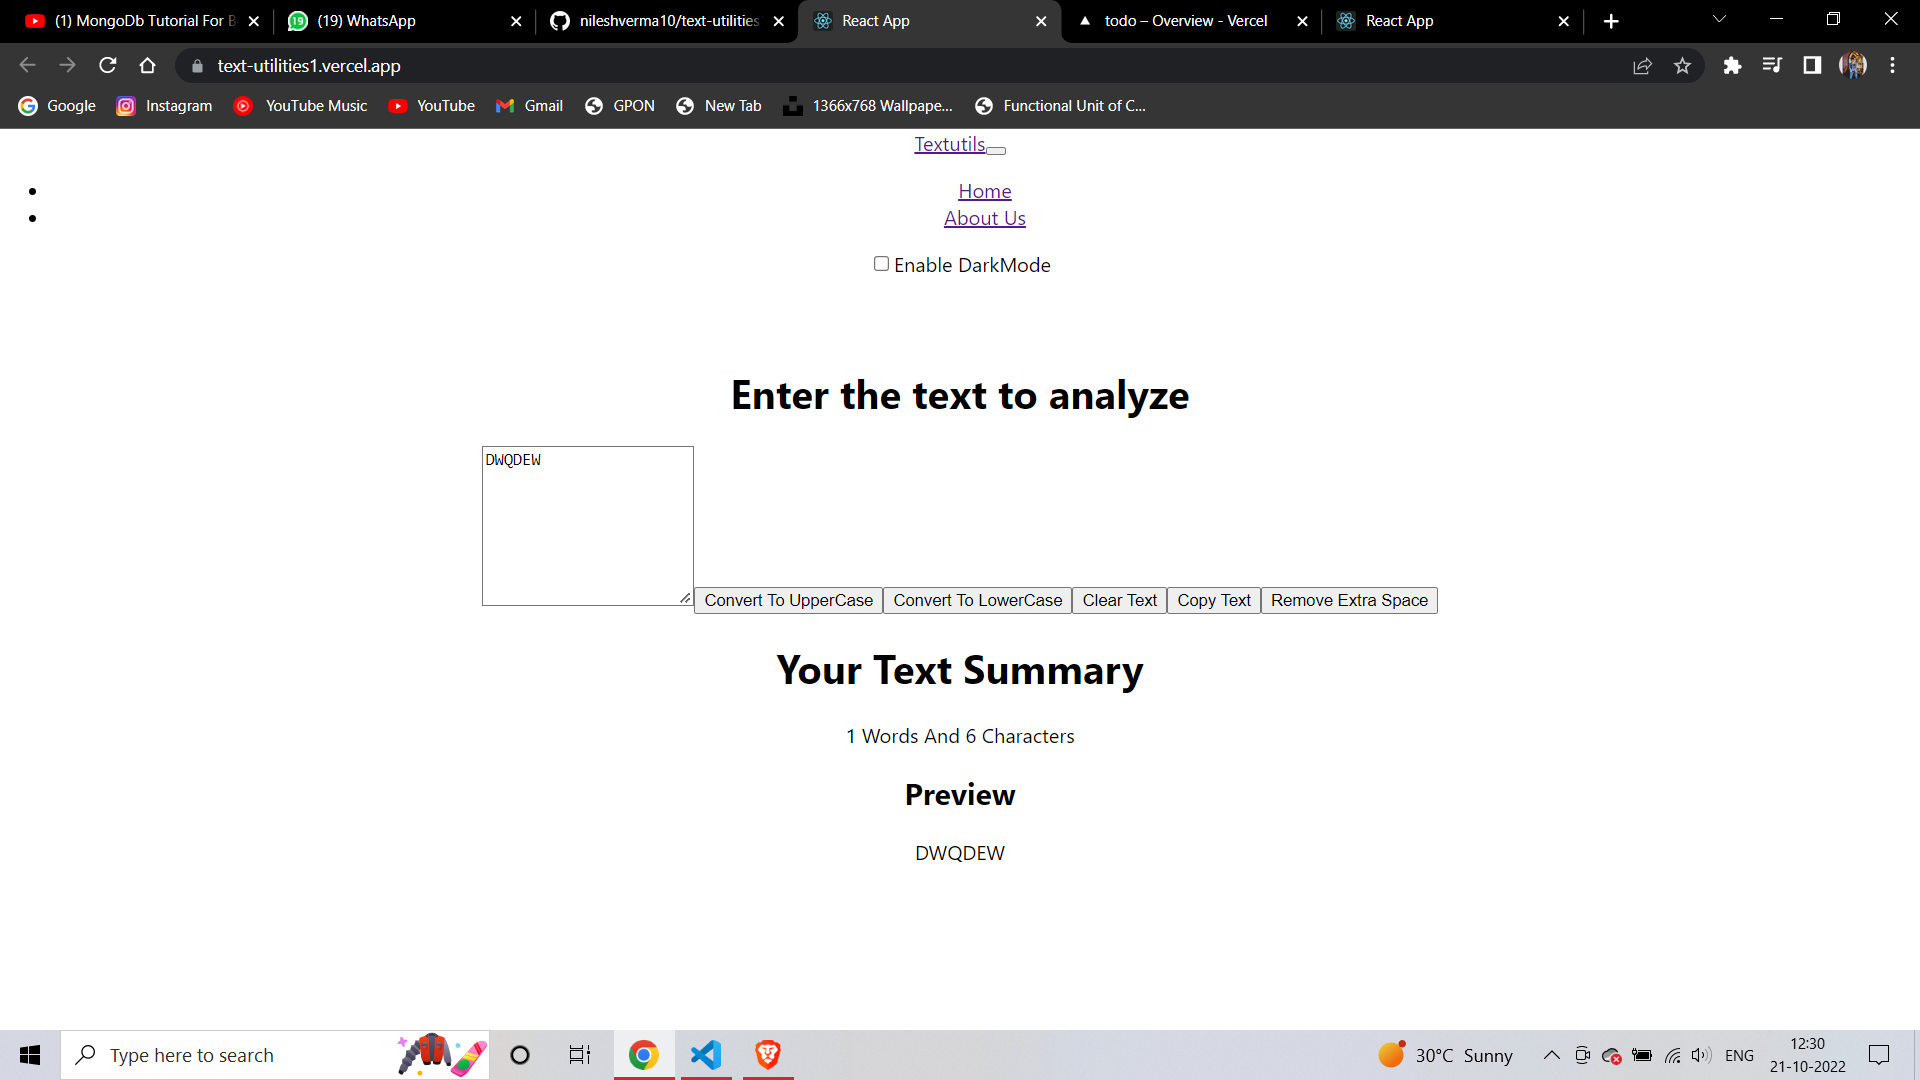 (1) MongoDb Tutorial For B
(19) WhatsApp
nileshverma10/text-utilities
React App
todo – Overview - Vercel
React App
text-utilities1.vercel.app
Google
Instagram
YouTube Music
YouTube
Gmail
GPON
New Tab
1366x768 Wallpape...
Functional Unit of C...
Textutils
Home
About Us
Enable DarkMode
Enter the text to analyze
DWQDEW
Convert To UpperCase
Convert To LowerCase
Clear Text
Copy Text
Remove Extra Space
Your Text Summary
1 Words And 6 Characters
Preview
DWQDEW
Type here to search
30°C Sunny
ENG
12:30
21-10-2022